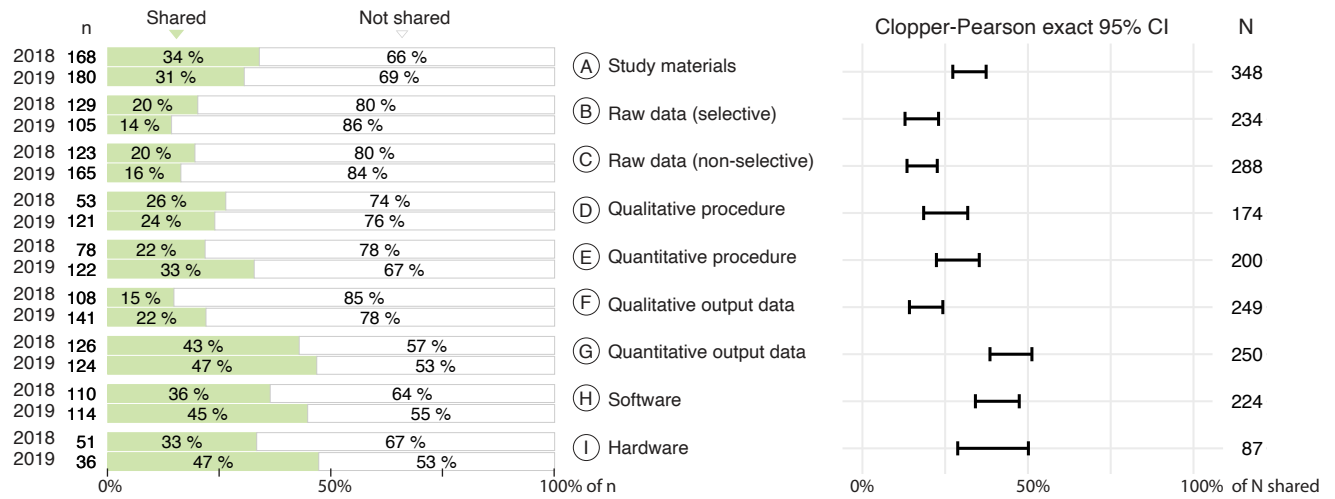 Shared Not shared Clopper-Pearson exact 95% CI N
n
2018 168 34 % 66 %
A Study materials 348
2019 180 31 % 69 %
2018 129 20 % 80 %
B Raw data (selective) 234
2019 105 14 % 86 %
2018 123 20 % 80 %
C Raw data (non-selective) 288
2019 165 16 % 84 %
2018 53 26 % 74 %
D Qualitative procedure 174
2019 121 24 % 76 %
2018 78 22 % 78 %
E Quantitative procedure 200
2019 122 33 % 67 %
2018 108 15 % 85 %
F Qualitative output data 249
2019 141 22 % 78 %
2018 126 43 % 57 %
G Quantitative output data 250
2019 124 47 % 53 %
2018 110 36 % 64 %
H Software 224
2019 114 45 % 55 %
2018 51 33 % 67 %
I Hardware 87
2019 36 47 % 53 %
0% 50% 100% of n 0% 50% 100% of N shared